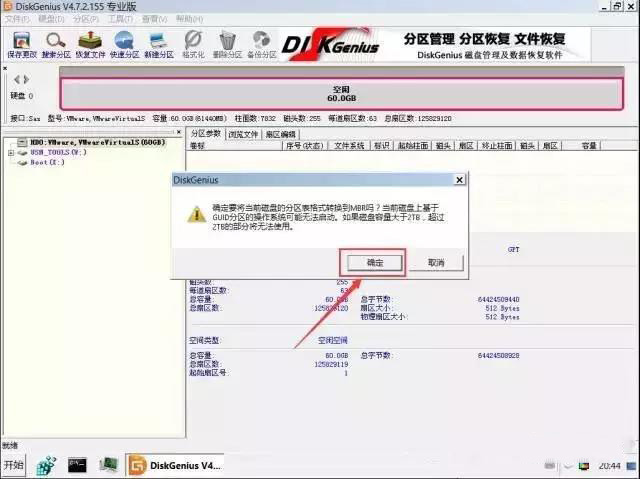 DiskGenius V4.7.2.155 专业版
文件(F) 硬盘(D) 分区(P) 工具(T) 查看(V) 帮助(H)
保存更改 搜索分区 恢复文件 快速分区 新建分区 格式化 删除分区 备份分区
DISKGenius
分区管理 分区恢复 文件恢复
DiskGenius 磁盘管理及数据恢复软件
硬盘 0
空闲
60.0GB
接口:Sas 型号:VMware,VMwareVirtualS 容量:60.0GB(61440MB) 柱面数:7832 磁头数:255 每道扇区数:63 总扇区数:125829120
HD0:VMware,VMwareVirtualS(60GB)
USM_TOOLS(V:)
Boot(X:)
分区参数 浏览文件 扇区编辑
卷标 序号(状态) 文件系统 标识 起始柱面 磁头 扇区 终止柱面 磁头 扇区 容量
DiskGenius
确定要将当前磁盘的分区表格式转换到MBR吗？当前磁盘上基于
GUID分区的操作系统可能无法启动。如果磁盘容量大于2TB，超过
2TB的部分将无法使用。
确定 取消
GPT
磁头数: 255
每道扇区数: 63
总容量: 60.0GB 总字节数: 64424509440
总扇区数: 125829120 扇区大小: 512 Bytes
物理扇区大小: 512 Bytes
空间类型: 空闲空间
总容量: 60.0GB 总字节数: 64424508928
总扇区数: 125829119
起始扇区号: 1
就绪
开始
DiskGenius V4...
20:44